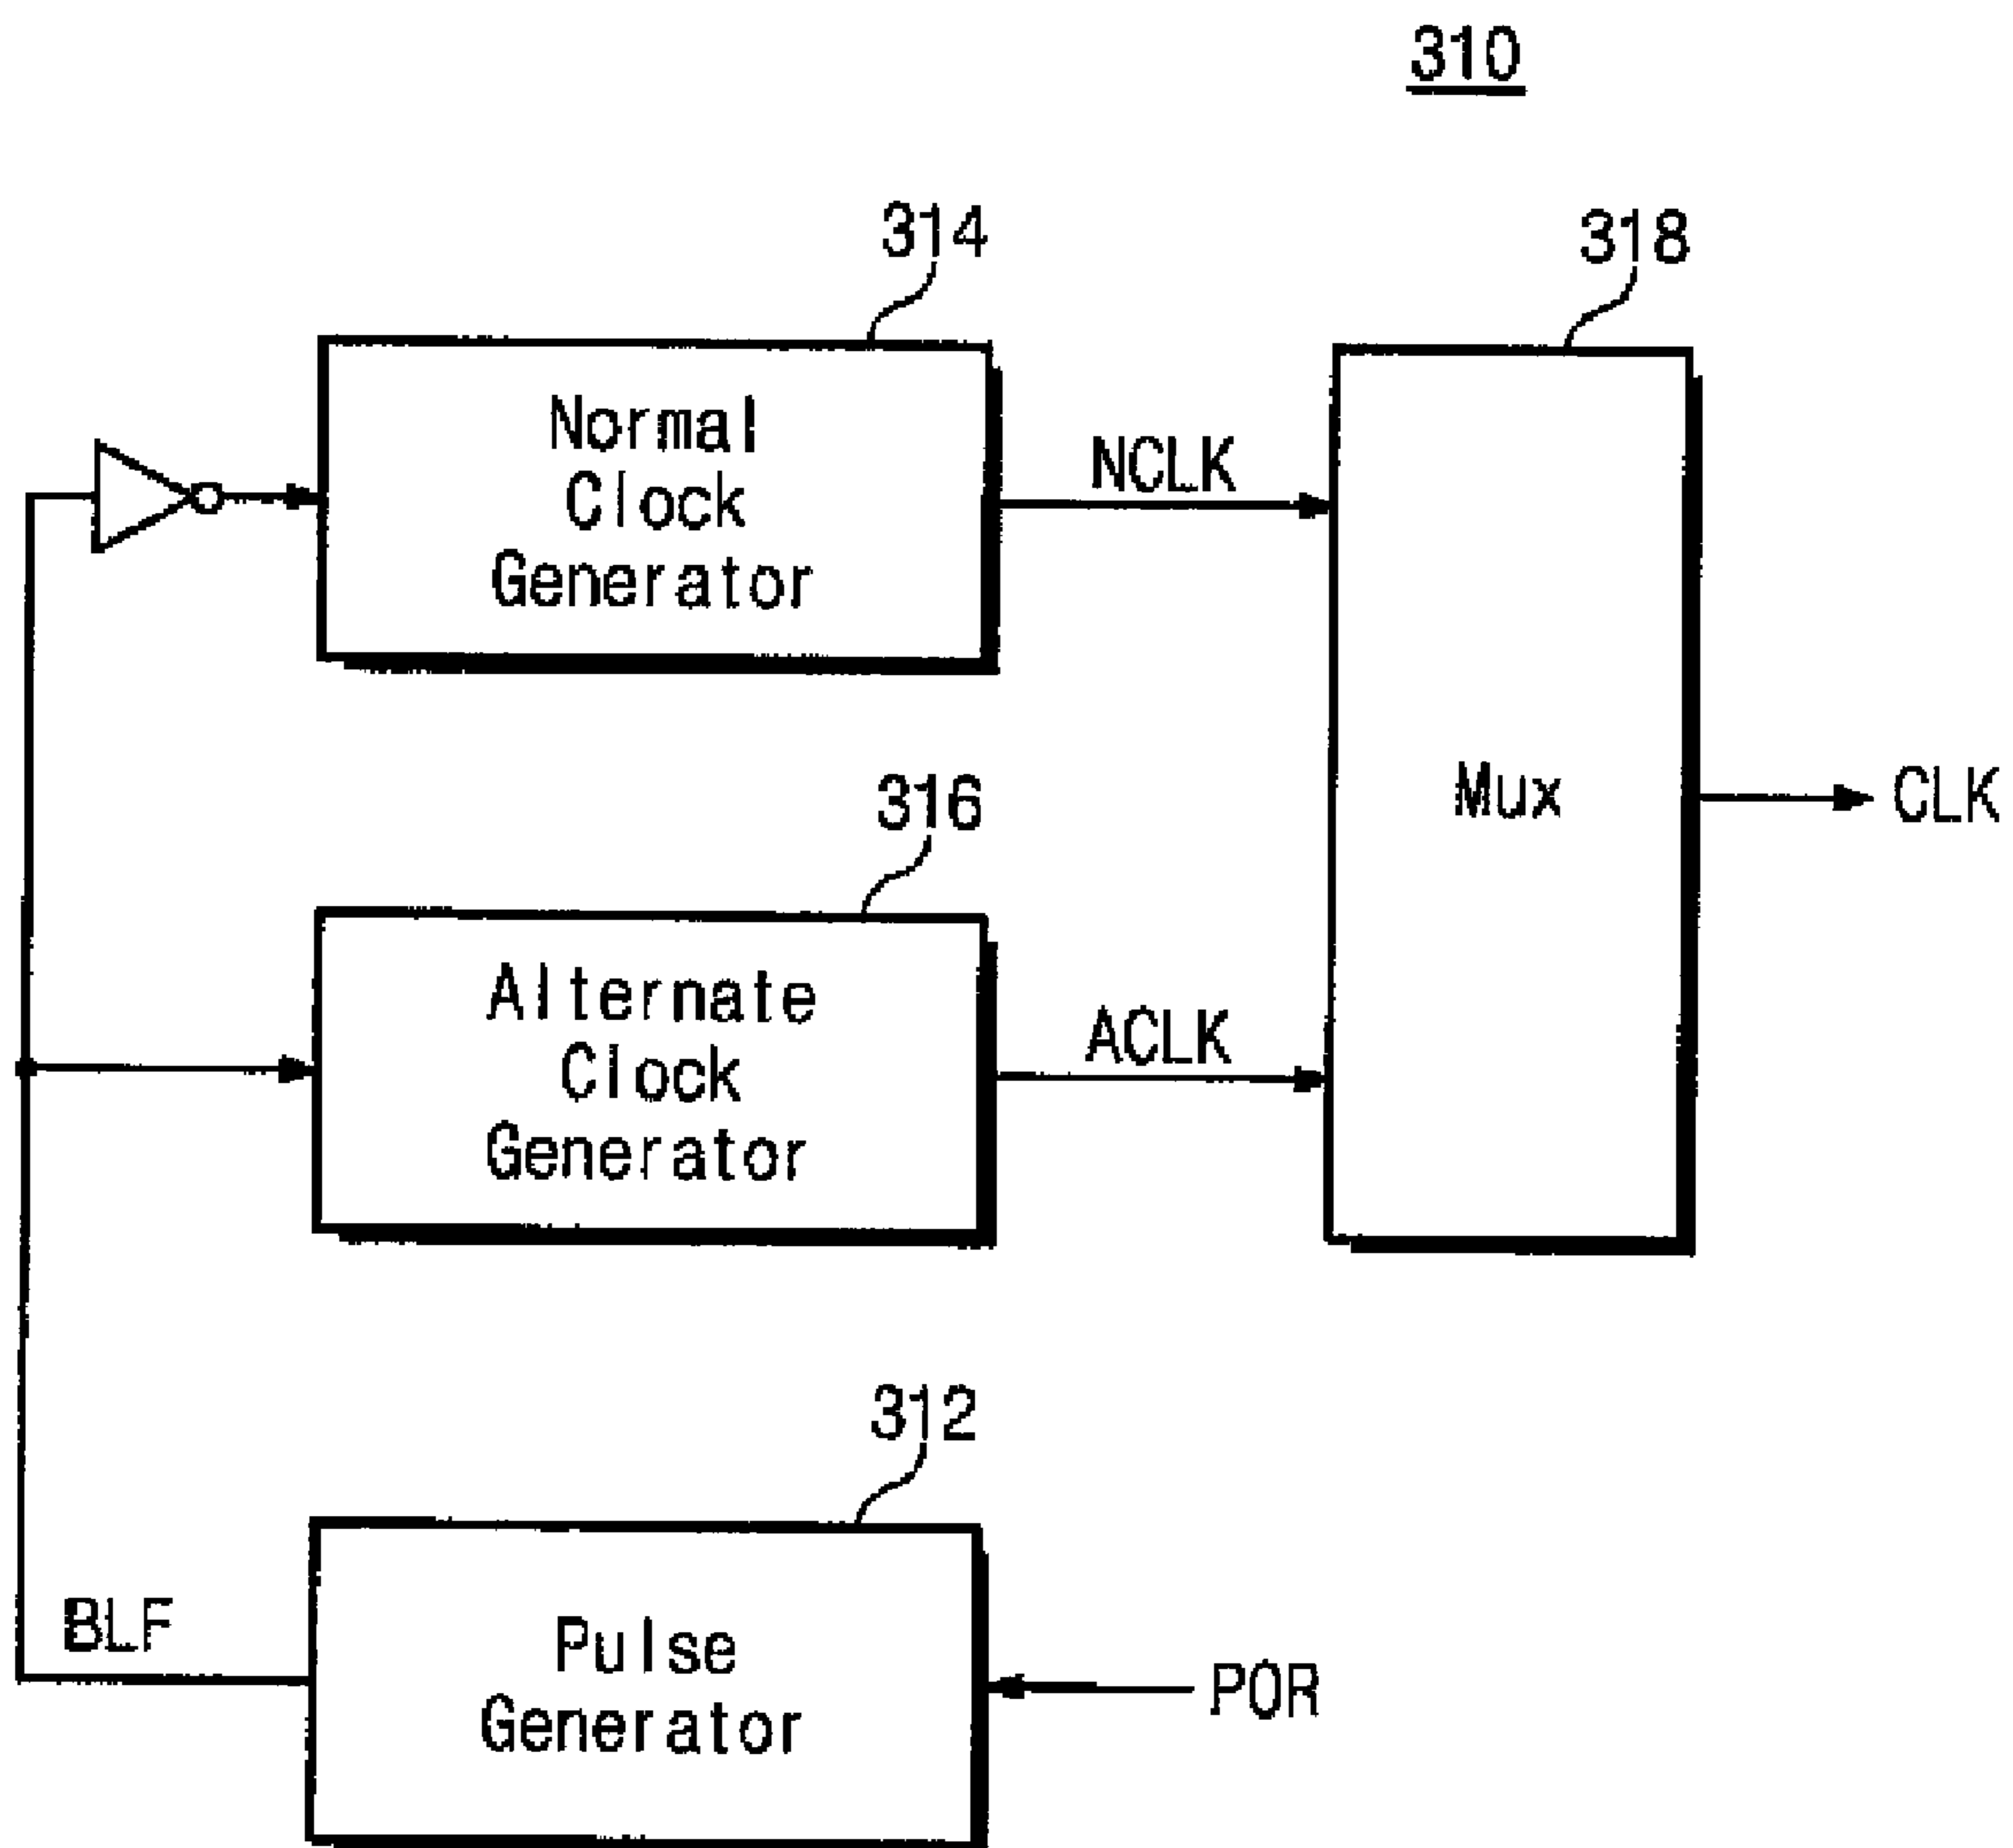 310
314
318
Normal
Clock
Generator
NCLK
Mux
CLK
316
Alternate
Clock
Generator
ACLK
312
BLF
Pulse
Generator
POR